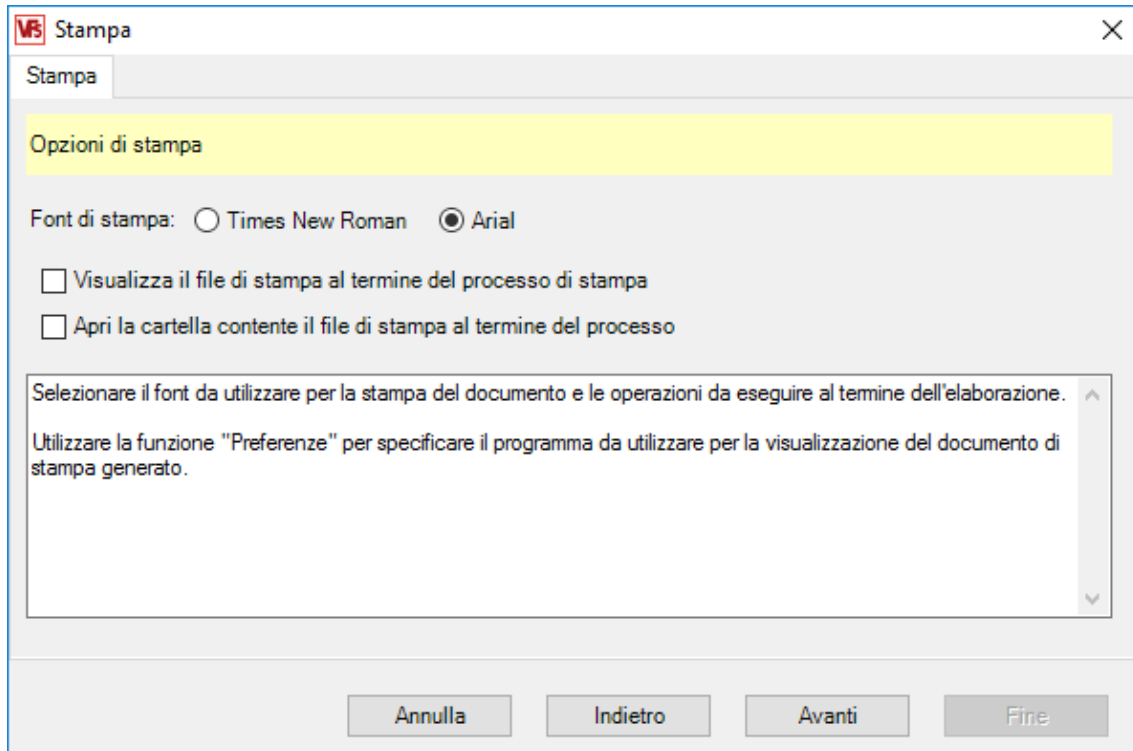 VFs Stampa
Stampa
Opzioni di stampa
Font di stampa: Times New Roman Arial
Visualizza il file di stampa al termine del processo di stampa
Apri la cartella contente il file di stampa al termine del processo
Selezionare il font da utilizzare per la stampa del documento e le operazioni da eseguire al termine dell'elaborazione.
Utilizzare la funzione "Preferenze" per specificare il programma da utilizzare per la visualizzazione del documento di
stampa generato.
Annulla Indietro Avanti Fine